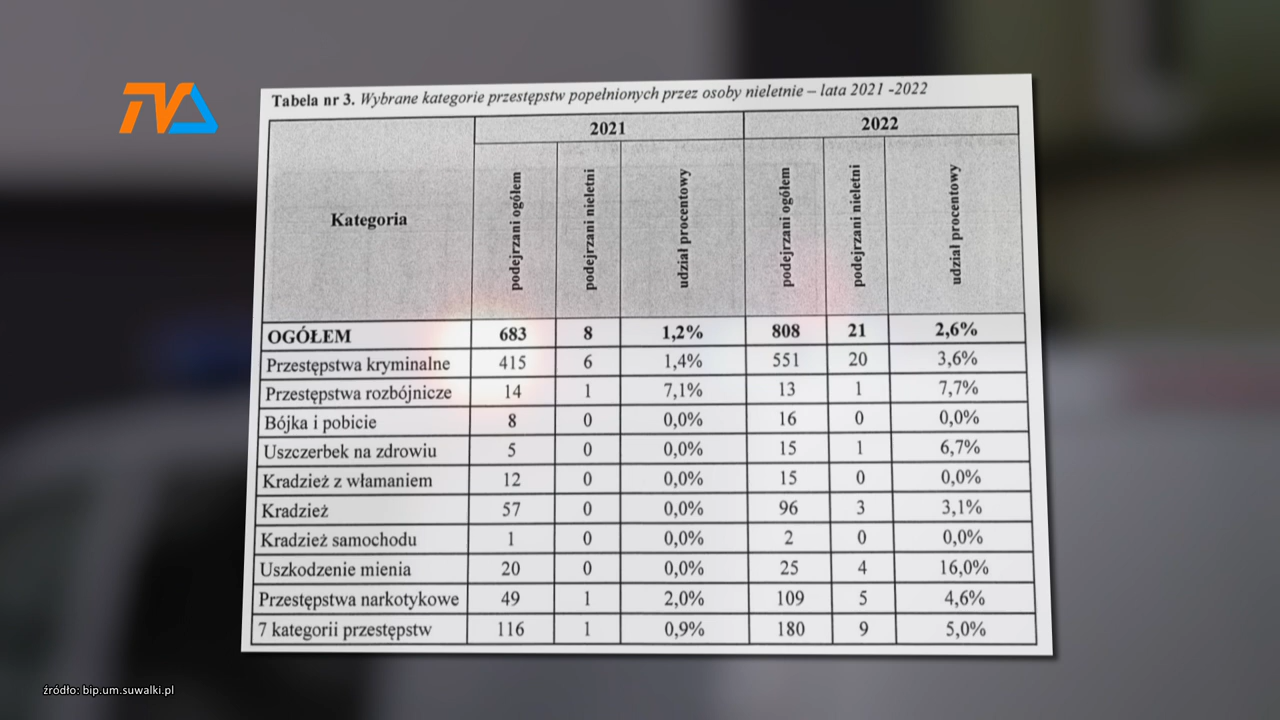 TVA
Tabela nr 3. Wybrane kategorie przestępstw popełnionych przez osoby nieletnie – lata 2021 -2022
Kategoria
2021
2022
podejrzani ogółem
podejrzani nieletni
udział procentowy
podejrzani ogółem
podejrzani nieletni
udział procentowy
OGÓŁEM 683 8 1,2% 808 21 2,6%
Przestępstwa kryminalne 415 6 1,4% 551 20 3,6%
Przestępstwa rozbójnicze 14 1 7,1% 13 1 7,7%
Bójka i pobicie 8 0 0,0% 16 0 0,0%
Uszczerbek na zdrowiu 5 0 0,0% 15 1 6,7%
Kradzież z włamaniem 12 0 0,0% 15 0 0,0%
Kradzież 57 0 0,0% 96 3 3,1%
Kradzież samochodu 1 0 0,0% 2 0 0,0%
Uszkodzenie mienia 20 0 0,0% 25 4 16,0%
Przestępstwa narkotykowe 49 1 2,0% 109 5 4,6%
7 kategorii przestępstw 116 1 0,9% 180 9 5,0%
źródło: bip.um.suwalki.pl